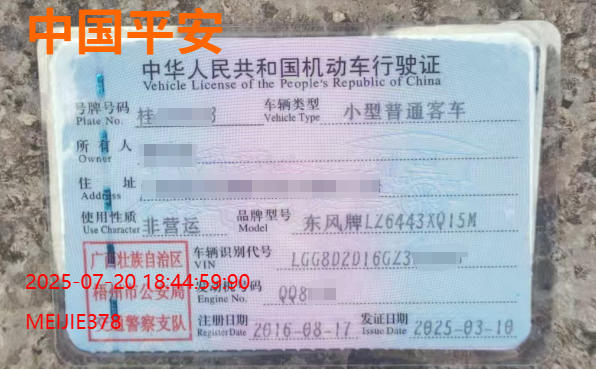 中国平安
中华人民共和国机动车行驶证
Vehicle License of the People's Republic of China
号牌号码 桂 车辆类型 小型普通客车
Plate No. Vehicle Type
所有人
Owner
住址
Address
使用性质 非营运 品牌型号 东风牌LZ6443XQ15M
Use Character Model
广西壮族自治区 车辆识别代号 LGG8D2D16GZ3
VIN
2025-07-20 18:44:59:90
梧州市公安局 号码 QQ8
Engine No.
MEIJIE378
警察支队 注册日期 2016-08-17 发证日期 2025-03-10
Register Date Issue Date